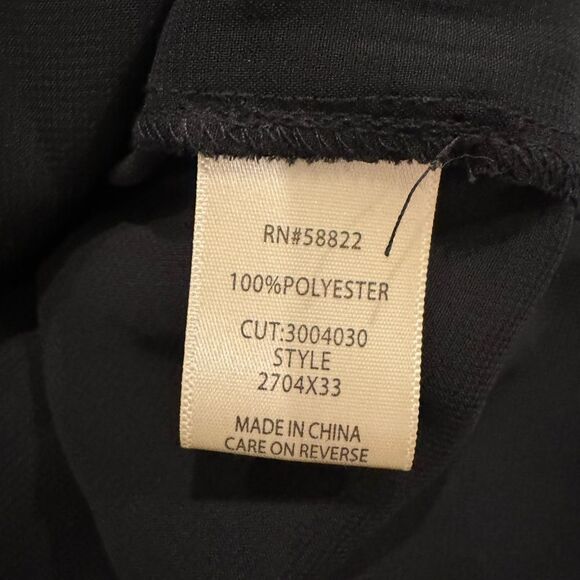 RN#58822
100%POLYESTER
CUT:3004030
STYLE
2704X33
MADE IN CHINA
CARE ON REVERSE